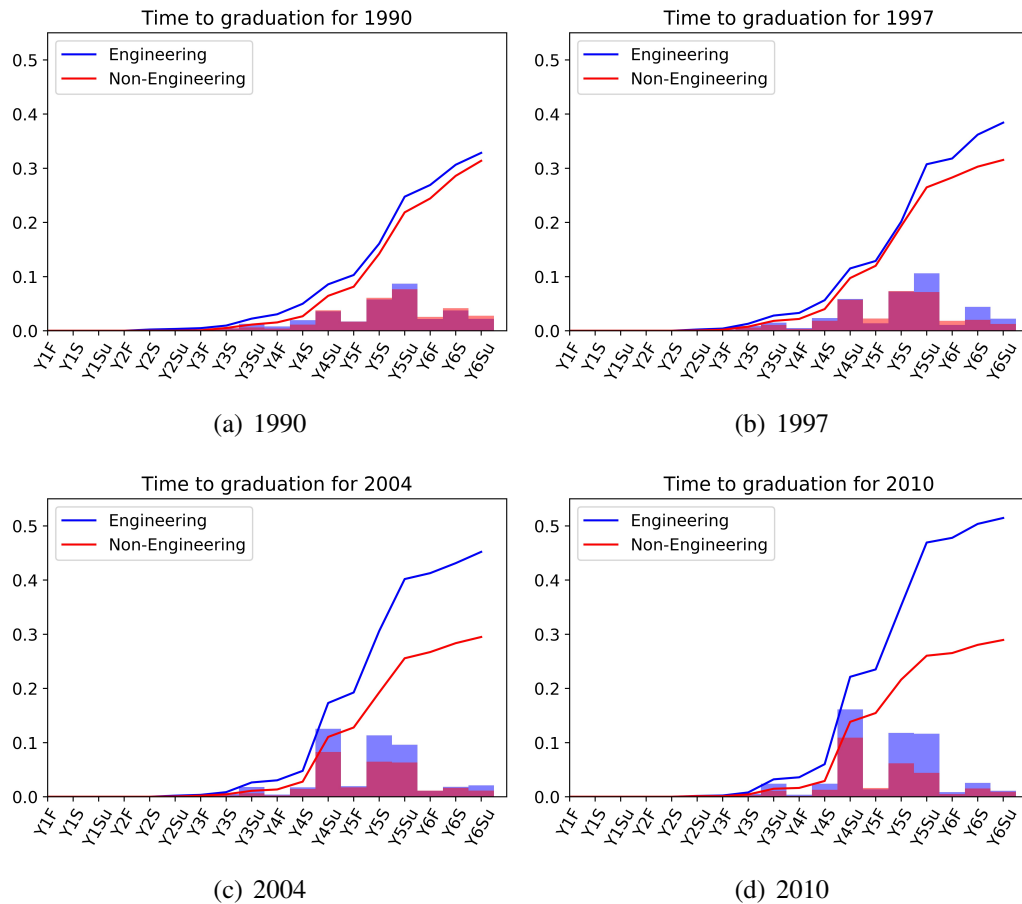 Time to graduation for 1990
Engineering
Non-Engineering
0.5
0.4
0.3
0.2
0.1
0.0
Y1F
Y1S
Y1Su
Y2F
Y2S
Y2Su
Y3F
Y3S
Y3Su
Y4F
Y4S
Y4Su
Y5F
Y5S
Y5Su
Y6F
Y6S
Y6Su
(a) 1990
Time to graduation for 1997
Engineering
Non-Engineering
0.5
0.4
0.3
0.2
0.1
0.0
Y1F
Y1S
Y1Su
Y2F
Y2S
Y2Su
Y3F
Y3S
Y3Su
Y4F
Y4S
Y4Su
Y5F
Y5S
Y5Su
Y6F
Y6S
Y6Su
(b) 1997
Time to graduation for 2004
Engineering
Non-Engineering
0.5
0.4
0.3
0.2
0.1
0.0
Y1F
Y1S
Y1Su
Y2F
Y2S
Y2Su
Y3F
Y3S
Y3Su
Y4F
Y4S
Y4Su
Y5F
Y5S
Y5Su
Y6F
Y6S
Y6Su
(c) 2004
Time to graduation for 2010
Engineering
Non-Engineering
0.5
0.4
0.3
0.2
0.1
0.0
Y1F
Y1S
Y1Su
Y2F
Y2S
Y2Su
Y3F
Y3S
Y3Su
Y4F
Y4S
Y4Su
Y5F
Y5S
Y5Su
Y6F
Y6S
Y6Su
(d) 2010